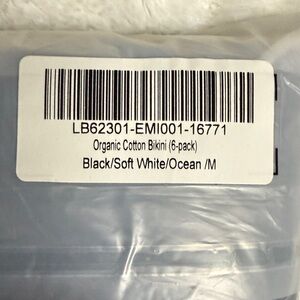 LB62301-EMI001-16771
Organic Cotton Bikini (6-pack)
Black/Soft White/Ocean /M